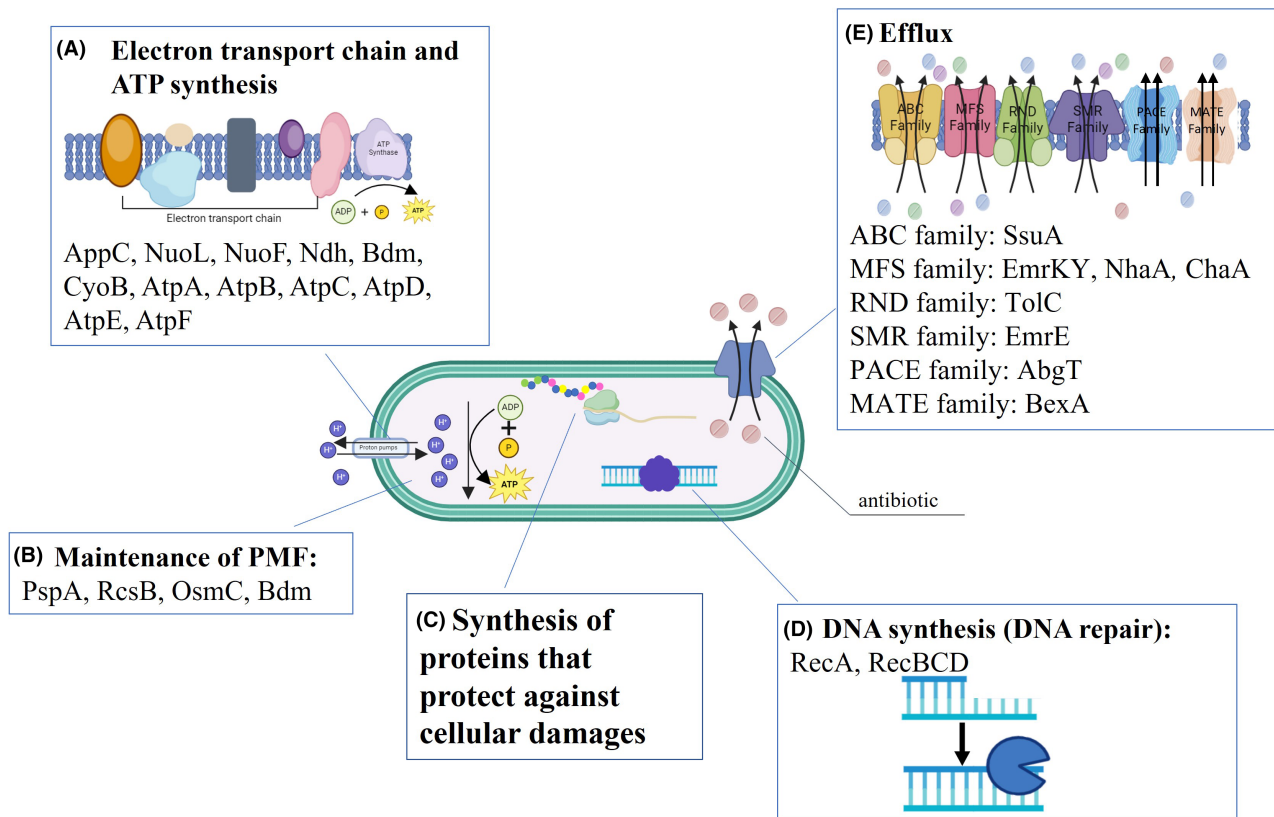 (A) Electron transport chain and
ATP synthesis
ATP
Synthase
Electron transport chain
ADP + P ATP
AppC, NuoL, NuoF, Ndh, Bdm,
CyoB, AtpA, AtpB, AtpC, AtpD,
AtpE, AtpF
(E) Efflux
ABC
Family
MFS
Family
RND
Family
SMR
Family
PACE
Family
MATE
Family
ABC family: SsuA
MFS family: EmrKY, NhaA, ChaA
RND family: TolC
SMR family: EmrE
PACE family: AbgT
MATE family: BexA
H⁺
H⁺
H⁺
Proton pumps
H⁺
H⁺
H⁺
H⁺
ADP
+
P
ATP
antibiotic
(B) Maintenance of PMF:
PspA, RcsB, OsmC, Bdm
(C) Synthesis of
proteins that
protect against
cellular damages
(D) DNA synthesis (DNA repair):
RecA, RecBCD